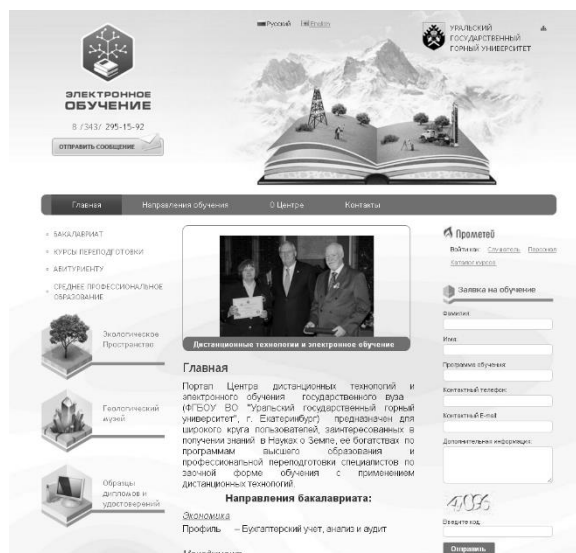 Русский English
УРАЛЬСКИЙ
ГОСУДАРСТВЕННЫЙ
ГОРНЫЙ УНИВЕРСИТЕТ
ЭЛЕКТРОННОЕ
ОБУЧЕНИЕ
8 /343/ 295-15-92
ОТПРАВИТЬ СООБЩЕНИЕ
Главная Направления обучения О Центре Контакты
БАКАЛАВРИАТ
КУРСЫ ПЕРЕПОДГОТОВКИ
АБИТУРИЕНТУ
СРЕДНЕЕ ПРОФЕССИОНАЛЬНОЕ
ОБРАЗОВАНИЕ
Экологическое
Пространство
Геологический
музей
Образцы
дипломов и
удостоверений
Дистанционные технологии и электронное обучение
Главная
Портал Центра дистанционных технологий и
электронного обучения государственного вуза
(ФГБОУ ВО "Уральский государственный горный
университет", г. Екатеринбург) предназначен для
широкого круга пользователей, заинтересованных в
получении знаний в Науках о Земле, её богатствах по
программам высшего образования и
профессиональной переподготовки специалистов по
заочной форме обучения с применением
дистанционных технологий.
Направления бакалавриата:
Экономика
Профиль – Бухгалтерский учет, анализ и аудит
Прометей
Войти как: Слушатель Персонал
Каталог курсов
Заявка на обучение
Фамилия:
Имя:
Программа обучения:
Контактный телефон:
Контактный E-mail:
Дополнительная информация:
Введите код:
Отправить